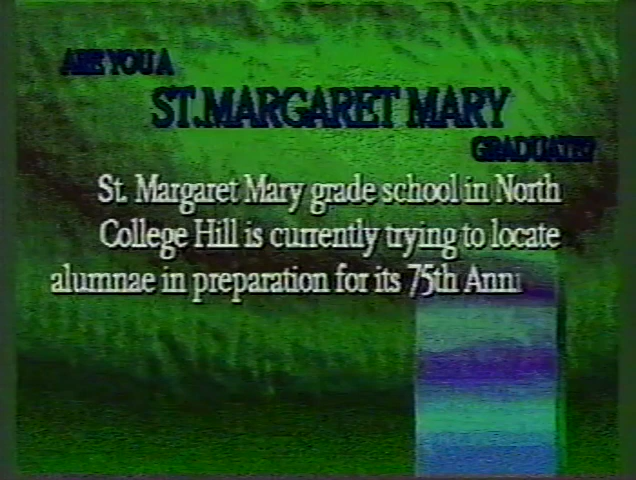 ARE YOU A
ST. MARGARET MARY
GRADUATE?
St. Margaret Mary grade school in North
College Hill is currently trying to locate
alumnae in preparation for its 75th Anni